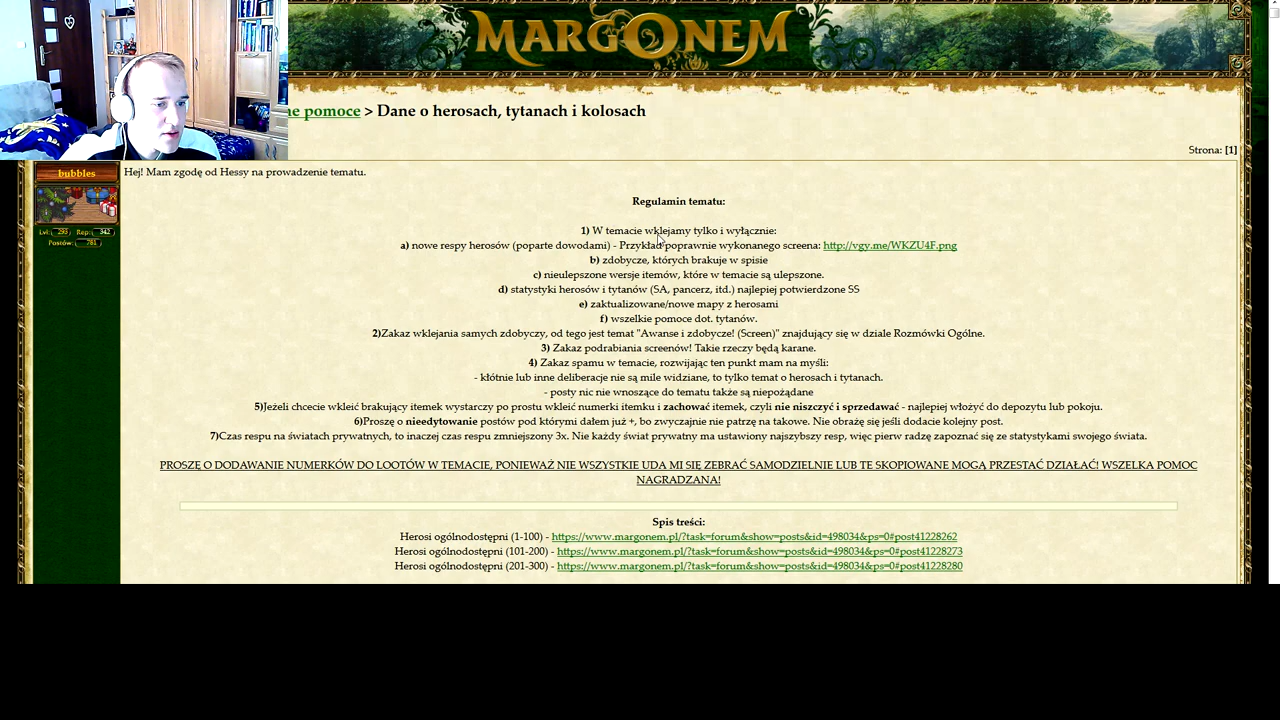 MARGONEM
ne pomoce > Dane o herosach, tytanach i kolosach
Strona: [1]
bubbles
Lvl: 293 Rep: 342
Postów: 781
Hej! Mam zgodę od Hessy na prowadzenie tematu.
Regulamin tematu:
1) W temacie wklejamy tylko i wyłącznie:
a) nowe respy herosów (poparte dowodami) - Przykład poprawnie wykonanego screena: http://vgy.me/WKZU4F.png
b) zdobycze, których brakuje w spisie
c) nieulepszone wersje itemów, które w temacie są ulepszone.
d) statystyki herosów i tytanów (SA, pancerz, itd.) najlepiej potwierdzone SS
e) zaktualizowane/nowe mapy z herosami
f) wszelkie pomoce dot. tytanów.
2)Zakaz wklejania samych zdobyczy, od tego jest temat "Awanse i zdobycze! (Screen)" znajdujący się w dziale Rozmówki Ogólne.
3) Zakaz podrabiania screenów! Takie rzeczy będą karane.
4) Zakaz spamu w temacie, rozwijając ten punkt mam na myśli:
- kłótnie lub inne deliberacje nie są mile widziane, to tylko temat o herosach i tytanach.
- posty nic nie wnoszące do tematu także są niepożądane
5)Jeżeli chcecie wkleić brakujący itemek wystarczy po prostu wkleić numerki itemku i zachować itemek, czyli nie niszczyć i sprzedawać - najlepiej włożyć do depozytu lub pokoju.
6)Proszę o nieedytowanie postów pod którymi dałem już +, bo zwyczajnie nie patrzę na takowe. Nie obrażę się jeśli dodacie kolejny post.
7)Czas respu na światach prywatnych, to inaczej czas respu zmniejszony 3x. Nie każdy świat prywatny ma ustawiony najszybszy resp, więc pierw radzę zapoznać się ze statystykami swojego świata.
PROSZĘ O DODAWANIE NUMERKÓW DO LOOTÓW W TEMACIE, PONIEWAŻ NIE WSZYSTKIE UDA MI SIĘ ZEBRAĆ SAMODZIELNIE LUB TE SKOPIOWANE MOGĄ PRZESTAĆ DZIAŁAĆ! WSZELKA POMOC
NAGRADZANA!
Spis treści:
Herosi ogólnodostępni (1-100) - https://www.margonem.pl/?task=forum&show=posts&id=498034&ps=0#post41228262
Herosi ogólnodostępni (101-200) - https://www.margonem.pl/?task=forum&show=posts&id=498034&ps=0#post41228273
Herosi ogólnodostępni (201-300) - https://www.margonem.pl/?task=forum&show=posts&id=498034&ps=0#post41228280